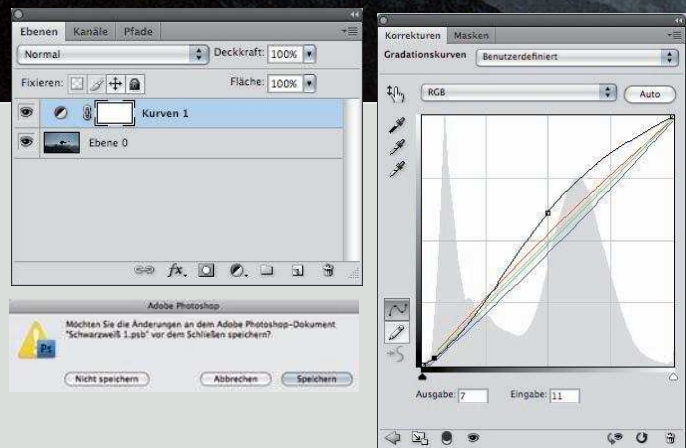 Ebenen Kanäle Pfade
Normal Deckkraft: 100%
Fixieren: Fläche: 100%
Kurven 1
Ebene 0
fx.
Adobe Photoshop
Möchten Sie die Änderungen an dem Adobe Photoshop-Dokument
"Schwarzweiß 1.psb" vor dem Schließen speichern?
Ps
Nicht speichern Abbrechen Speichern
Korrekturen Masken
Gradationskurven Benutzerdefiniert
RGB Auto
Ausgabe: 7 Eingabe: 11